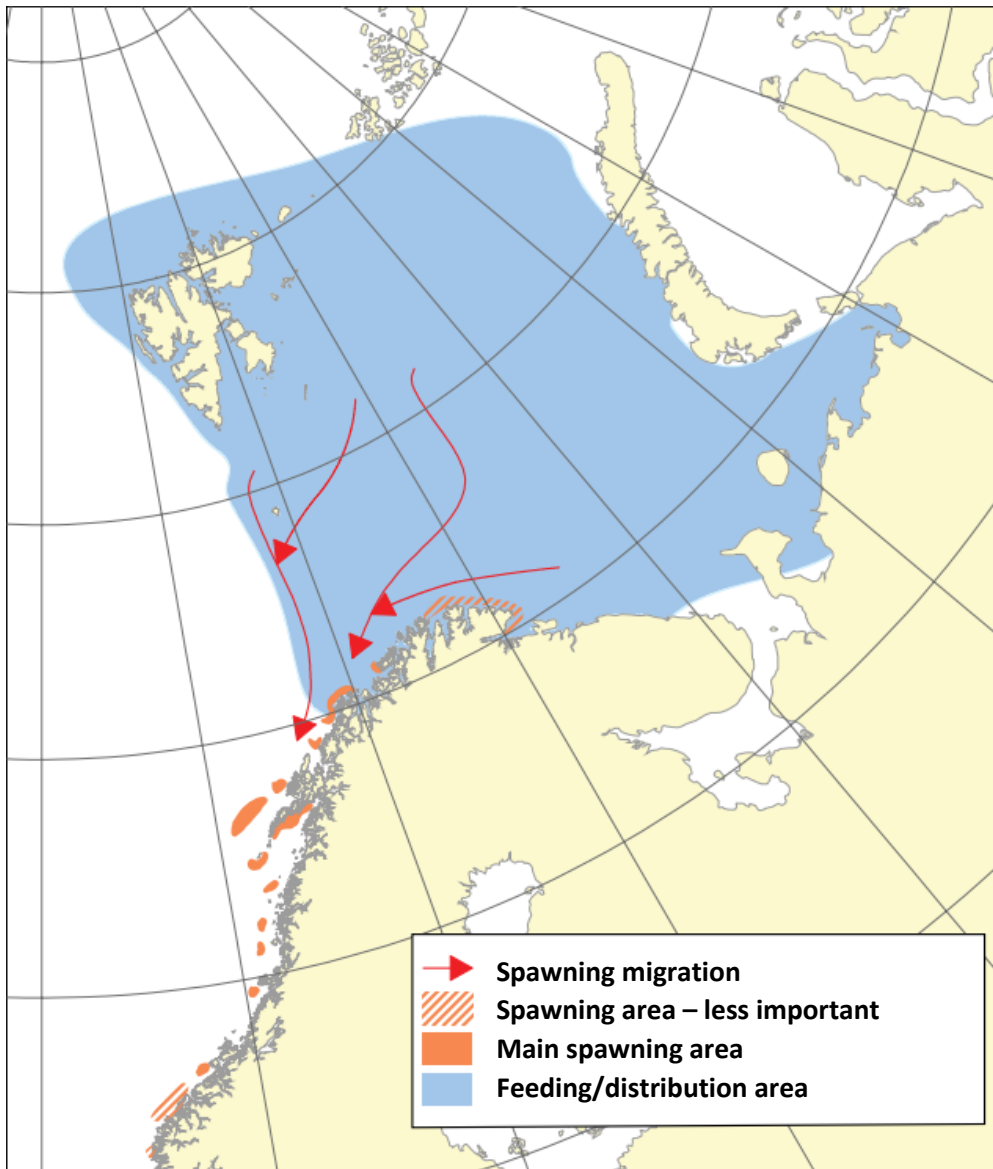 Spawning migration
Spawning area – less important
Main spawning area
Feeding/distribution area